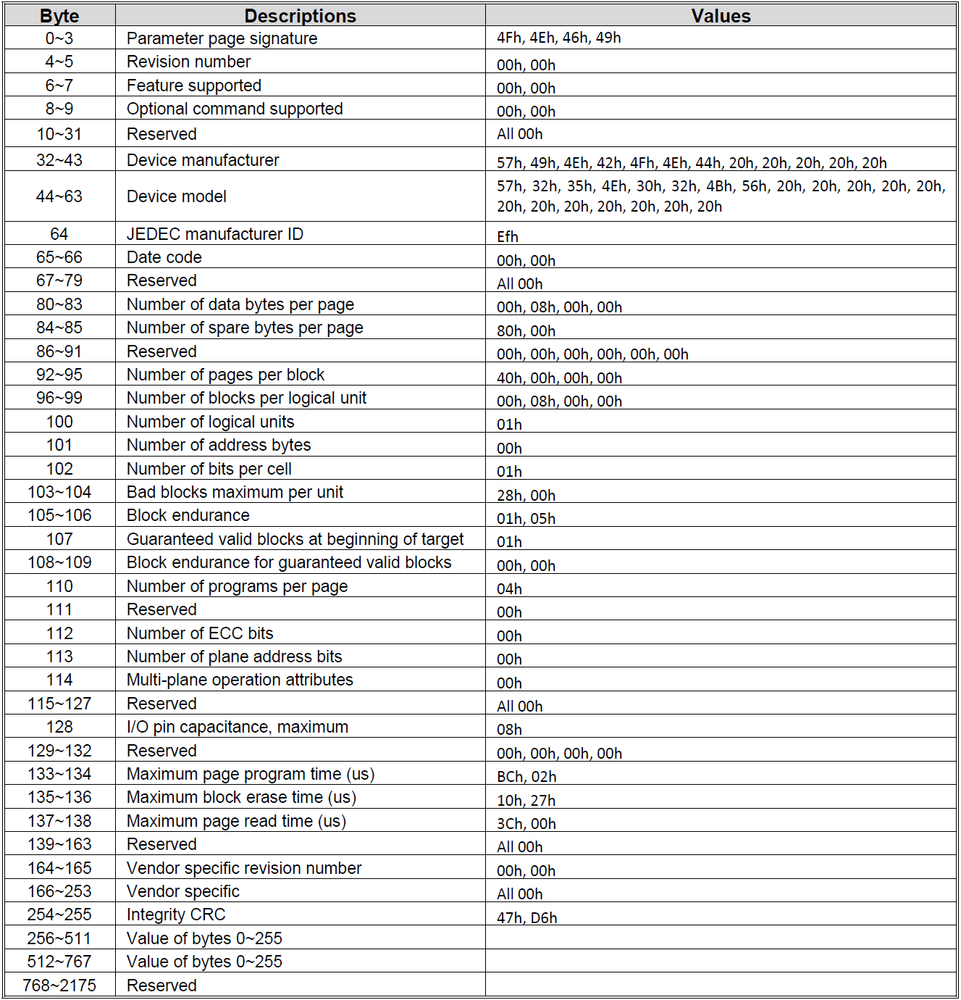 Byte Descriptions Values
0~3 Parameter page signature 4Fh, 4Eh, 46h, 49h
4~5 Revision number 00h, 00h
6~7 Feature supported 00h, 00h
8~9 Optional command supported 00h, 00h
10~31 Reserved All 00h
32~43 Device manufacturer 57h, 49h, 4Eh, 42h, 4Fh, 4Eh, 44h, 20h, 20h, 20h, 20h, 20h
44~63 Device model 57h, 32h, 35h, 4Eh, 30h, 32h, 4Bh, 56h, 20h, 20h, 20h, 20h, 20h,
20h, 20h, 20h, 20h, 20h, 20h, 20h
64 JEDEC manufacturer ID Efh
65~66 Date code 00h, 00h
67~79 Reserved All 00h
80~83 Number of data bytes per page 00h, 08h, 00h, 00h
84~85 Number of spare bytes per page 80h, 00h
86~91 Reserved 00h, 00h, 00h, 00h, 00h, 00h
92~95 Number of pages per block 40h, 00h, 00h, 00h
96~99 Number of blocks per logical unit 00h, 08h, 00h, 00h
100 Number of logical units 01h
101 Number of address bytes 00h
102 Number of bits per cell 01h
103~104 Bad blocks maximum per unit 28h, 00h
105~106 Block endurance 01h, 05h
107 Guaranteed valid blocks at beginning of target 01h
108~109 Block endurance for guaranteed valid blocks 00h, 00h
110 Number of programs per page 04h
111 Reserved 00h
112 Number of ECC bits 00h
113 Number of plane address bits 00h
114 Multi-plane operation attributes 00h
115~127 Reserved All 00h
128 I/O pin capacitance, maximum 08h
129~132 Reserved 00h, 00h, 00h, 00h
133~134 Maximum page program time (us) BCh, 02h
135~136 Maximum block erase time (us) 10h, 27h
137~138 Maximum page read time (us) 3Ch, 00h
139~163 Reserved All 00h
164~165 Vendor specific revision number 00h, 00h
166~253 Vendor specific All 00h
254~255 Integrity CRC 47h, D6h
256~511 Value of bytes 0~255
512~767 Value of bytes 0~255
768~2175 Reserved